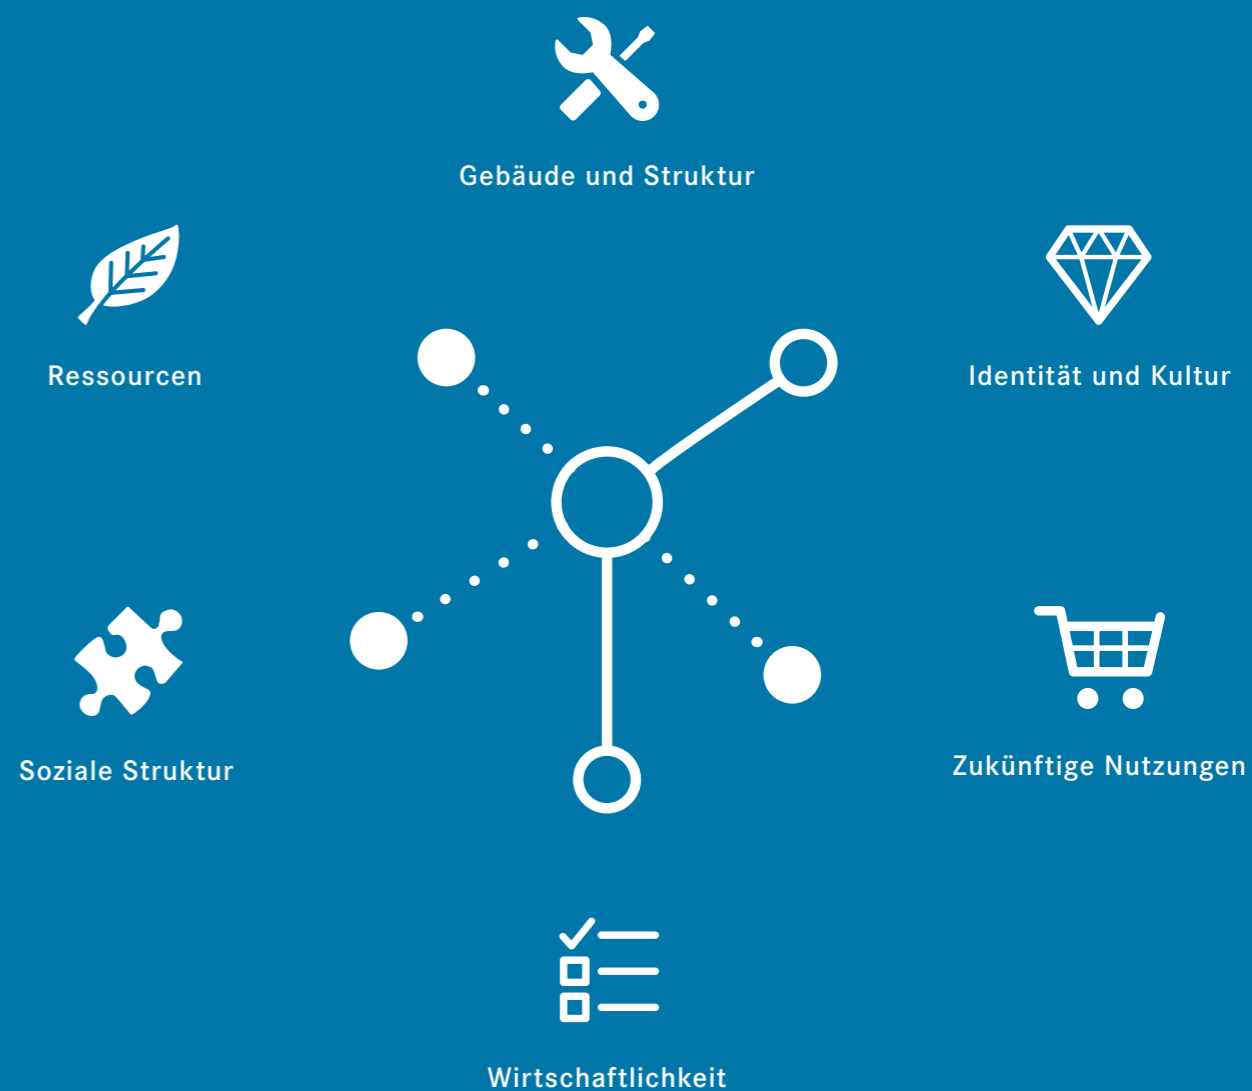 Gebäude und Struktur
Ressourcen
Identität und Kultur
Soziale Struktur
Zukünftige Nutzungen
Wirtschaftlichkeit